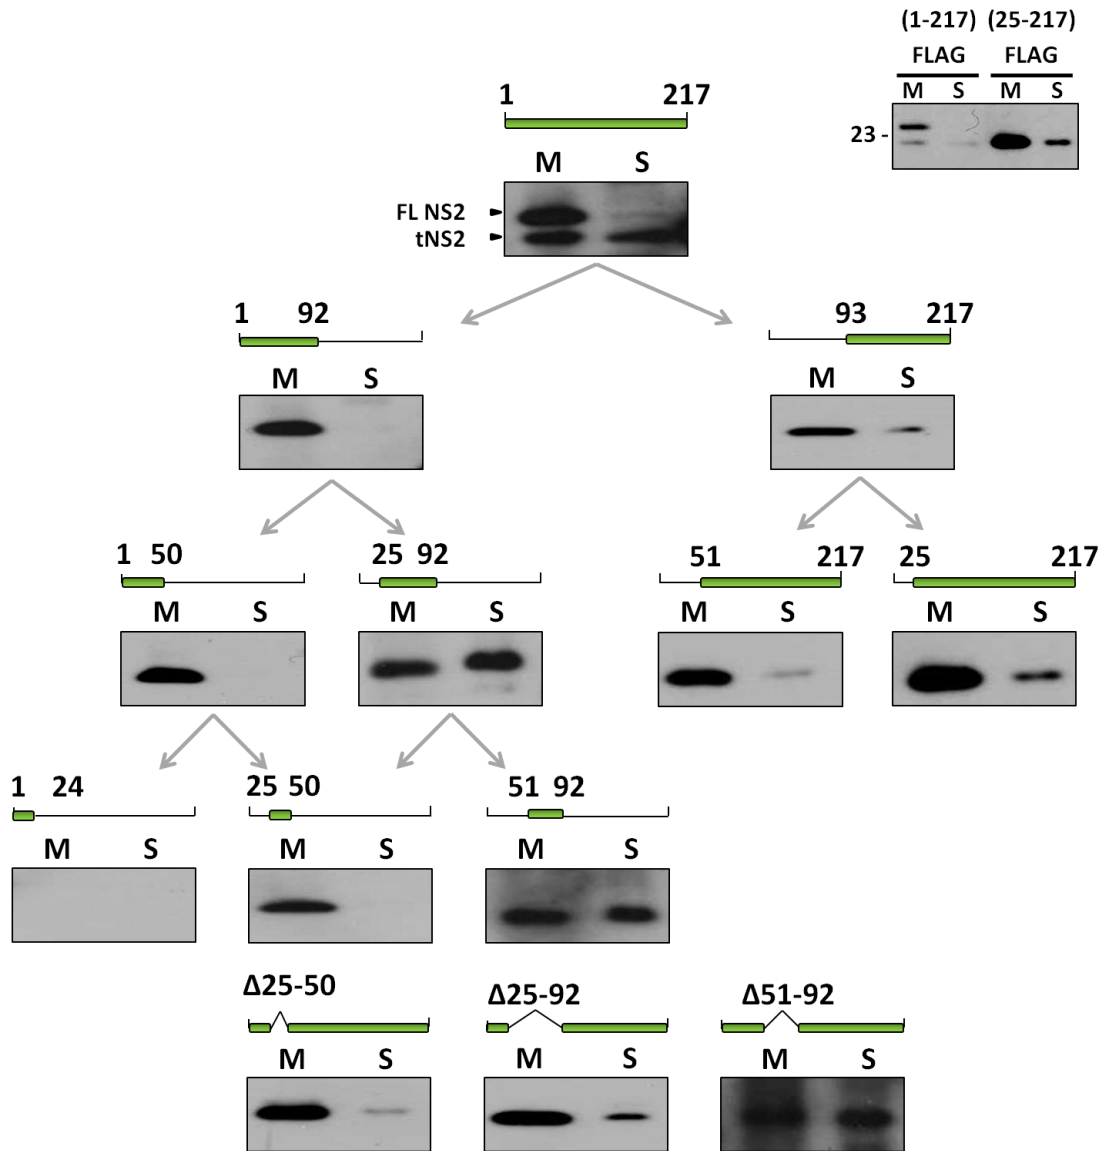 (1-217) (25-217)
FLAG FLAG
M S M S
23 -
1 217
M S
FL NS2
tNS2
1 92
M S
93 217
M S
1 50
M S
25 92
M S
51 217
M S
25 217
M S
1 24
M S
25 50
M S
51 92
M S
Δ25-50
M S
Δ25-92
M S
Δ51-92
M S